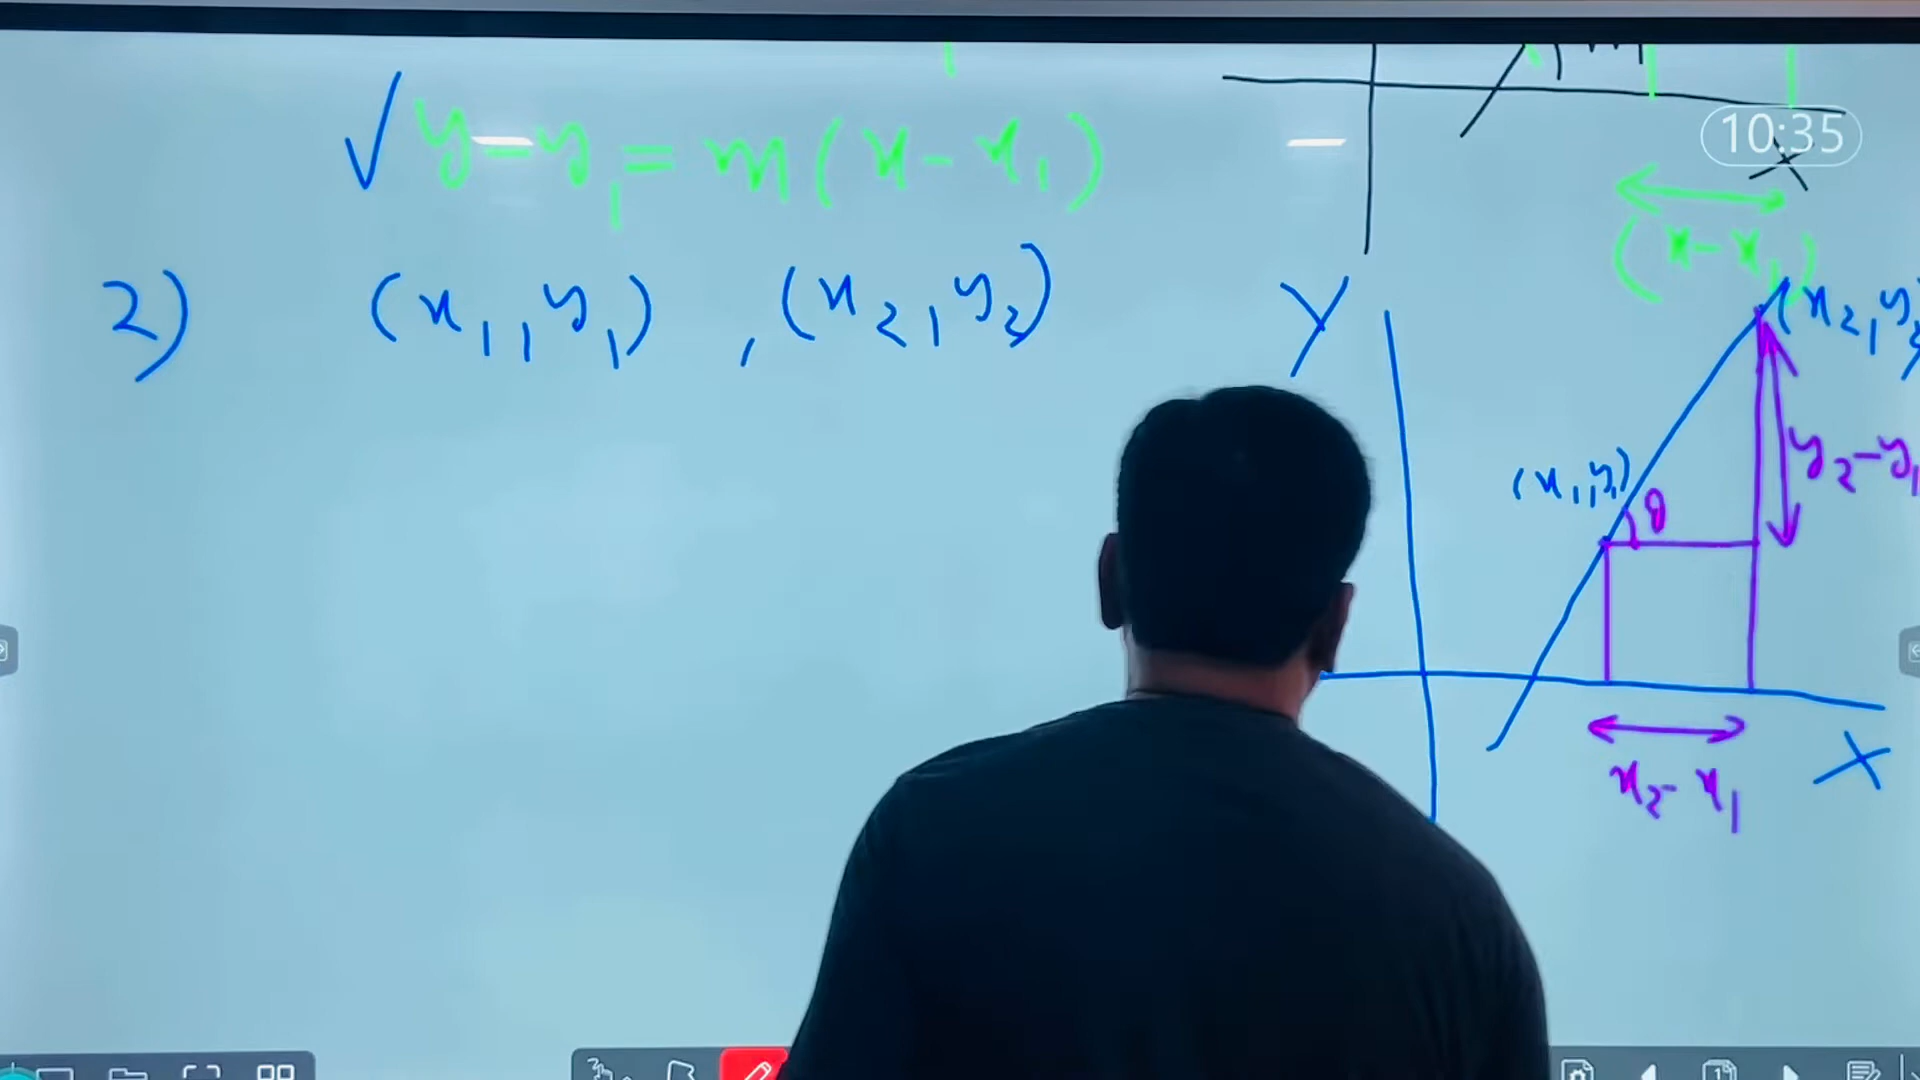 10:35
✓ y-y₁ = m(x-x₁)
X
(x-x₁)
2) (x₁,y₁) , (x₂,y₂)
Y
(x₂,y₂)
y₂-y₁
(x₁,y₁)
θ
X
x₂-x₁